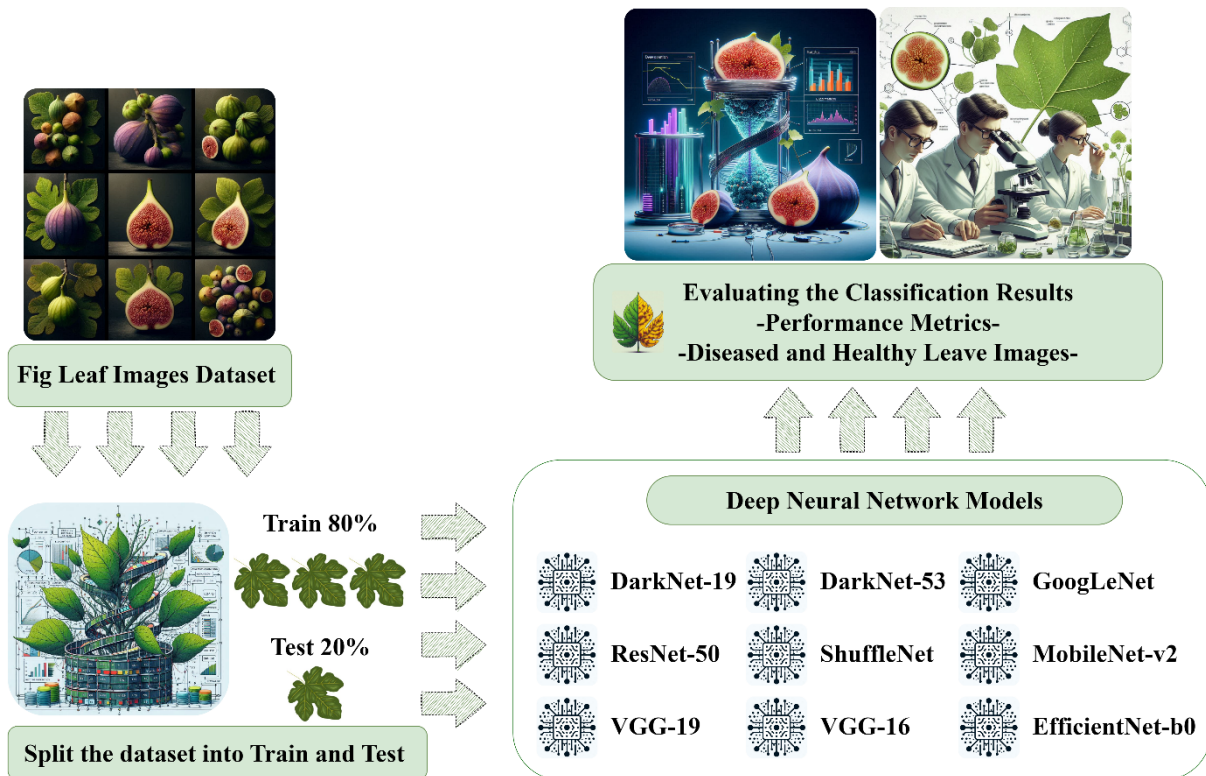 Fig Leaf Images Dataset
Train 80%
Test 20%
Split the dataset into Train and Test
Evaluating the Classification Results
-Performance Metrics-
-Diseased and Healthy Leave Images-
Deep Neural Network Models
DarkNet-19
DarkNet-53
GoogLeNet
ResNet-50
ShuffleNet
MobileNet-v2
VGG-19
VGG-16
EfficientNet-b0